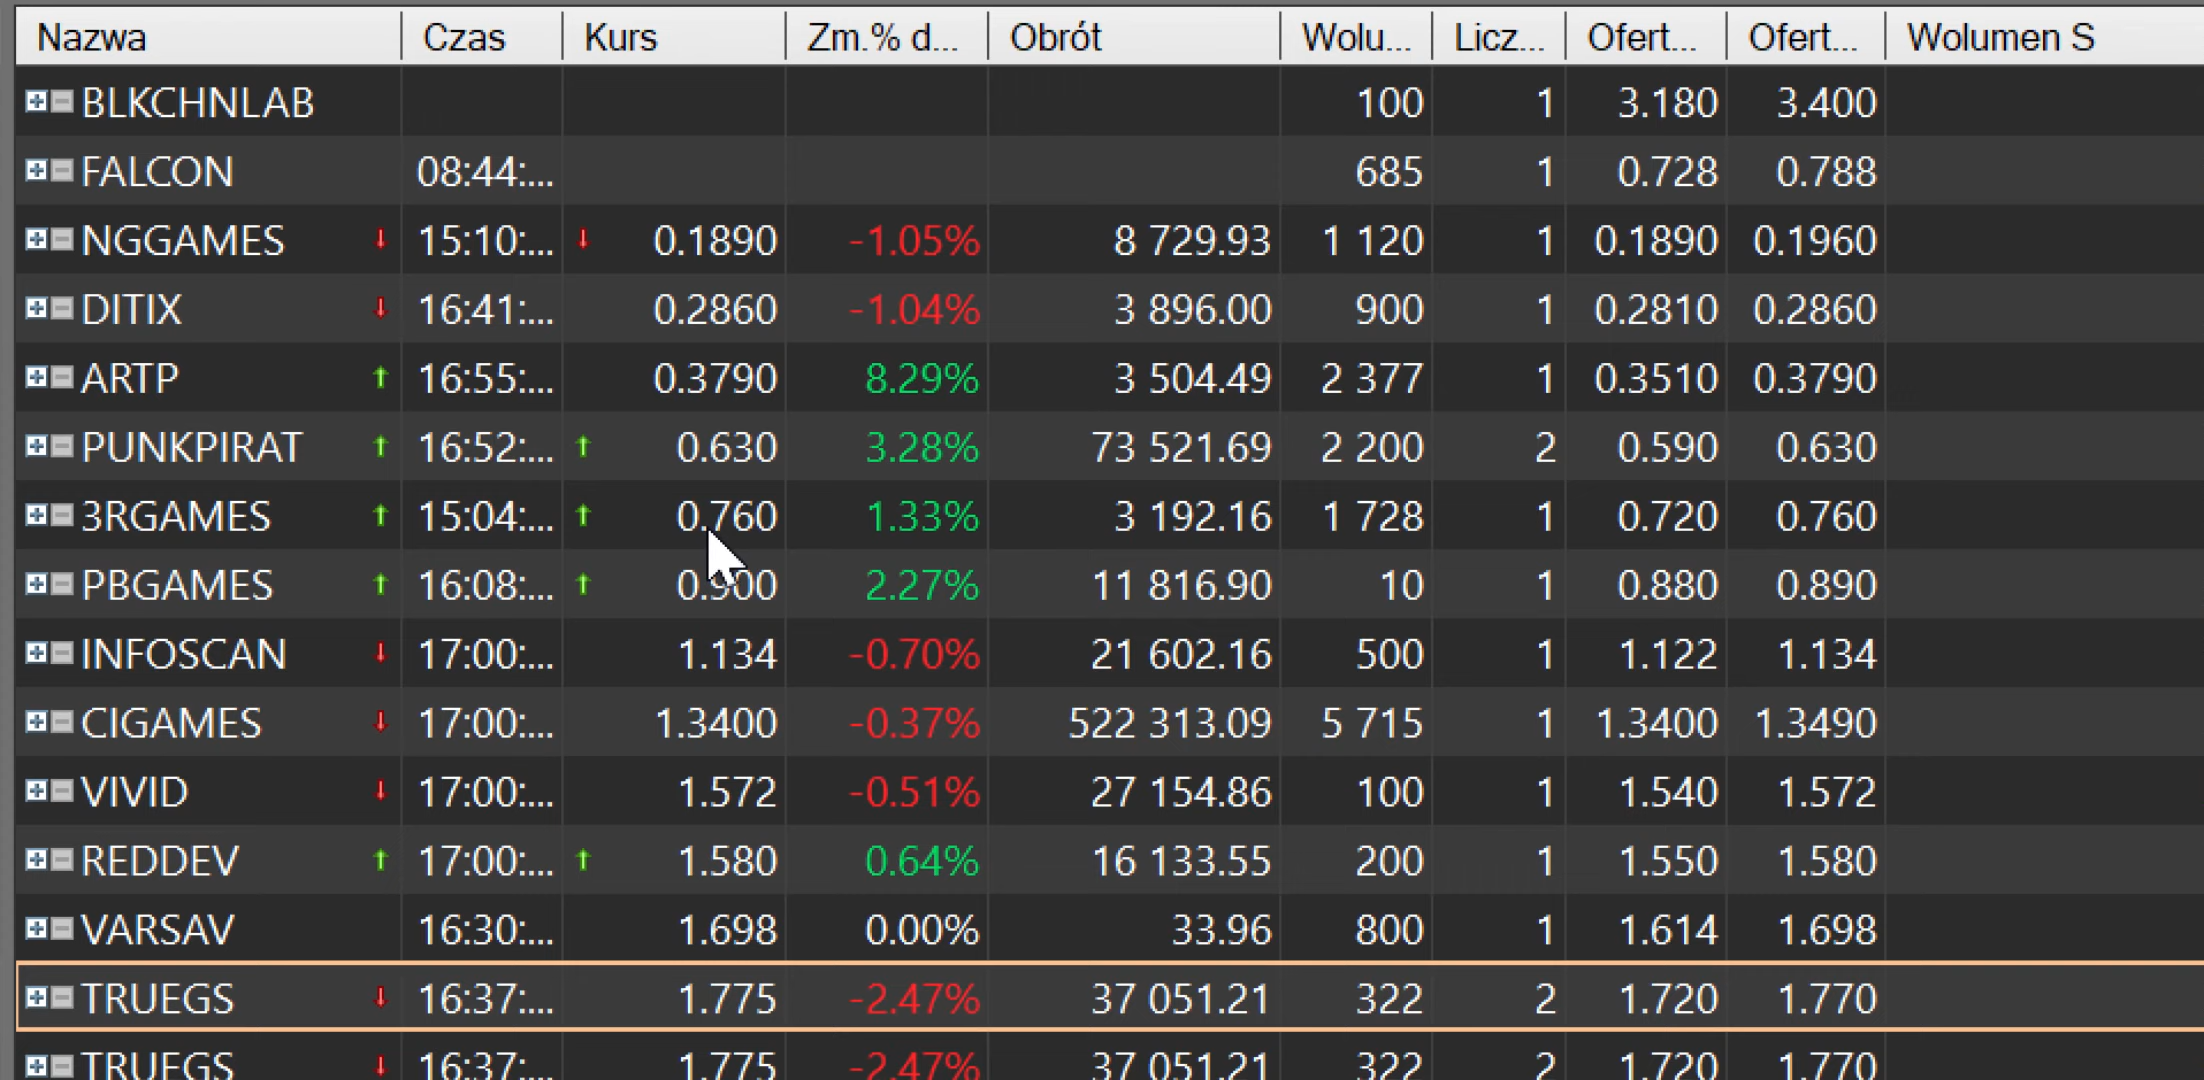 Nazwa Czas Kurs Zm.% d... Obrót Wolu... Licz... Ofert... Ofert... Wolumen S
BLKCHNLAB 100 1 3.180 3.400
FALCON 08:44:... 685 1 0.728 0.788
NGGAMES 15:10:... 0.1890 -1.05% 8 729.93 1 120 1 0.1890 0.1960
DITIX 16:41:... 0.2860 -1.04% 3 896.00 900 1 0.2810 0.2860
ARTP 16:55:... 0.3790 8.29% 3 504.49 2 377 1 0.3510 0.3790
PUNKPIRAT 16:52:... 0.630 3.28% 73 521.69 2 200 2 0.590 0.630
3RGAMES 15:04:... 0.760 1.33% 3 192.16 1 728 1 0.720 0.760
PBGAMES 16:08:... 0.900 2.27% 11 816.90 10 1 0.880 0.890
INFOSCAN 17:00:... 1.134 -0.70% 21 602.16 500 1 1.122 1.134
CIGAMES 17:00:... 1.3400 -0.37% 522 313.09 5 715 1 1.3400 1.3490
VIVID 17:00:... 1.572 -0.51% 27 154.86 100 1 1.540 1.572
REDDEV 17:00:... 1.580 0.64% 16 133.55 200 1 1.550 1.580
VARSAV 16:30:... 1.698 0.00% 33.96 800 1 1.614 1.698
TRUEGS 16:37:... 1.775 -2.47% 37 051.21 322 2 1.720 1.770
TRUEGS 16:37:... 1.775 -2.47% 37 051.21 322 2 1.720 1.770